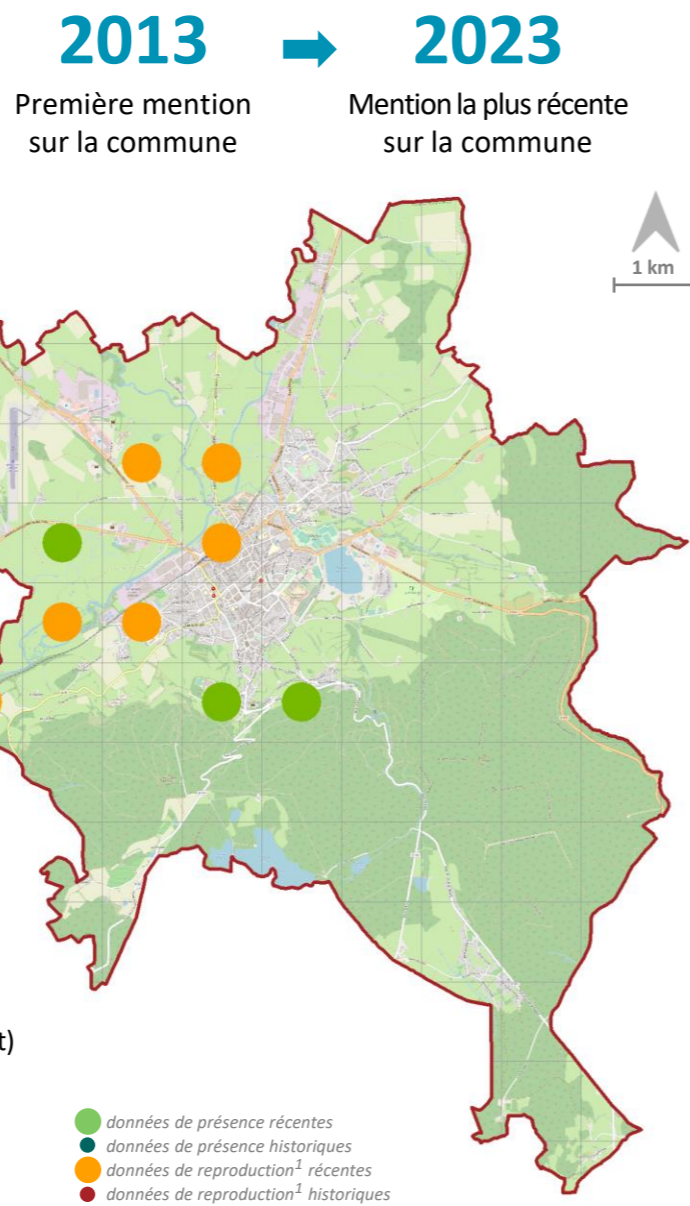 2013 2023
Première mention
sur la commune
Mention la plus récente
sur la commune
1 km
t)
données de présence récentes
données de présence historiques
données de reproduction1 récentes
données de reproduction1 historiques